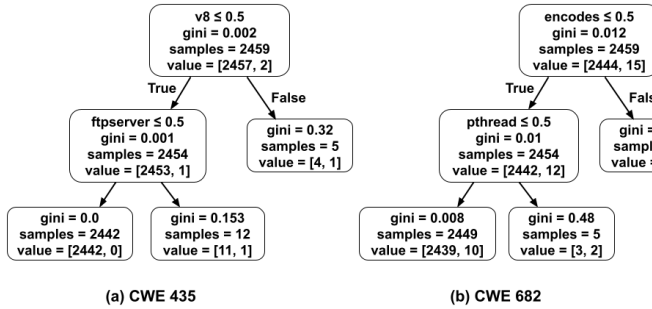 v8 ≤ 0.5
gini = 0.002
samples = 2459
value = [2457, 2]
True
False
ftpserver ≤ 0.5
gini = 0.001
samples = 2454
value = [2453, 1]
gini = 0.32
samples = 5
value = [4, 1]
gini = 0.0
samples = 2442
value = [2442, 0]
gini = 0.153
samples = 12
value = [11, 1]
(a) CWE 435
encodes ≤ 0.5
gini = 0.012
samples = 2459
value = [2444, 15]
True
pthread ≤ 0.5
gini = 0.01
samples = 2454
value = [2442, 12]
gini =
value =
gini = 0.008
samples = 2449
value = [2439, 10]
gini = 0.48
samples = 5
value = [3, 2]
(b) CWE 682